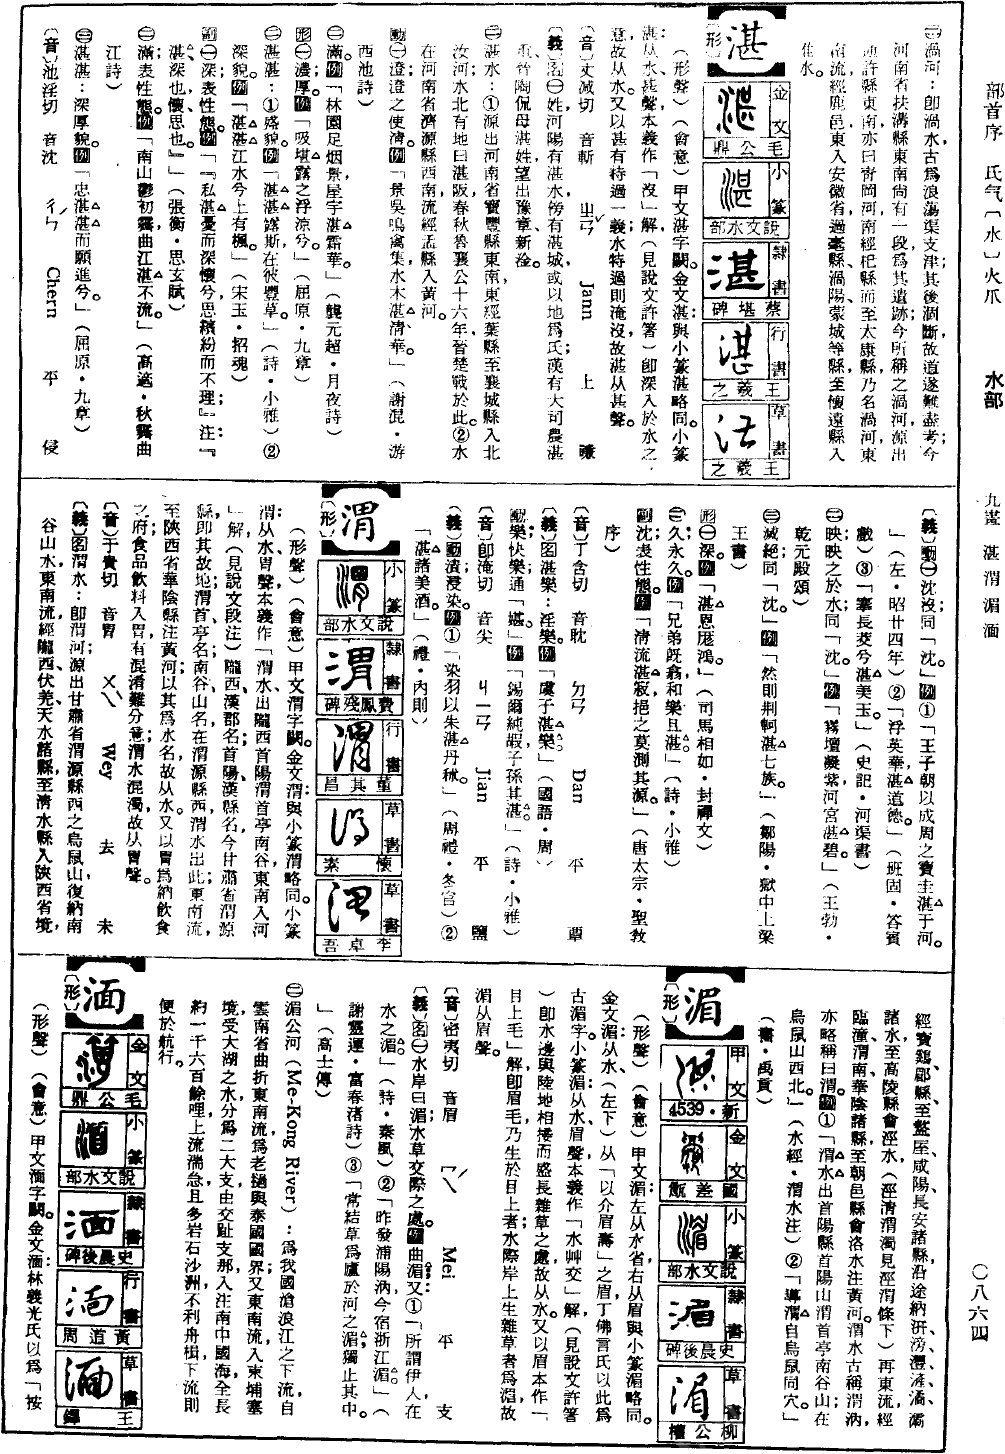 部首序 氏气〔水〕火爪 水部 九畫 湛渭湄湎 〇八六四
㊁渦河：卽渦水古爲浪蕩渠支津其後湮斷故道遂難盡考今
河南省扶溝縣東南尙有一段爲其遺跡今所稱之渦河源出
通許縣東南亦曰靑岡河南經杞縣而至太康縣乃名渦河東
南流經鹿邑東入安徽省過亳縣、渦陽、蒙城等縣至懷遠縣入
淮水。
湛
〔形〕
金文 毛公鼎
小篆 說文水部
隸書 蔡湛碑
行書 王羲之
草書 王羲之
（形聲）（會意）甲文湛字闕。金文湛：與小篆湛略同。小篆
湛从水甚聲本義作「沒」解（見說文許箸）卽深入於水之
意故从水又以甚有特過一義水特過則淹沒故湛从甚聲。
〔音〕丈減切 音斬 ㄓㄢˋ Jann 上 豏
〔義〕㊔㊀姓河陽有湛水傍有湛城或以地爲氏漢有大司農湛
重晉陶侃母湛姓望出豫章、新淦。
㊁湛水：①源出河南省寶豐縣東南東經葉縣至襄城縣入北
汝河水北有地曰湛阪春秋魯襄公十六年晉楚戰於此。②水
在河南省濟源縣西南流經孟縣入黃河。
㊀澄澄之使淸。例「景昃鳴禽集水木湛淸華。」（謝混·游
西池詩）
㊁滿。例「林園足烟景屋宇湛霜華。」（龔元超·月夜詩）
㊀濃厚。例「吸湛露之浮涼兮。」（屈原·九章）
㊁湛湛：①盛貌。例「湛湛露斯在彼豐草。」（詩·小雅）②
深貌。例「湛湛江水兮上有楓。」（宋玉·招魂）
㊀深表性態。例「『私湛憂而深懷兮思繽紛而不理』注：『
湛深也懷思也。』」（張衡·思玄賦）
㊁滿表性態。例「南山鬱初霽曲江湛不流。」（高適·秋霽曲
江詩）
㊂湛湛：深厚貌。例「忠湛湛而願進兮。」（屈原·九章）
〔音〕池淫切 音沈 ㄔㄣˊ Chern 平 侵
〔義〕㊀沈沒同「沈。」例①「王子朝以成周之寶圭湛于河。
」（左·昭廿四年）②「浮英華湛道德。」（班固·答賓
戲）③「搴長茭兮湛美玉。」（史記·河渠書）
㊁映映之於水同「沈。」例「霧壇凝紫河宮湛碧。」（王勃·
乾元殿頌）
㊂滅絕同「沈。」例「然則荆軻湛七族。」（鄒陽·獄中上梁
王書）
㊀深。例「湛恩厖鴻。」（司馬相如·封禪文）
㊁久永久。例「兄弟旣翕和樂且湛。」（詩·小雅）
沈表性態。例「淸流湛寂挹之莫測其源。」（唐太宗·聖敎
序）
〔音〕丁含切 音耽 ㄉㄢ Dan 平 覃
〔義〕湛樂：淫樂。例「虞于湛樂」（國語·周）
樂快樂通「媅。」例「錫爾純嘏子孫其湛。」（詩·小雅）
〔音〕卽淹切 音尖 ㄐㄧㄢ Jian 平 鹽
〔義〕漬浸染。例①「染羽以朱湛丹秫。」（周禮·冬官）②
「湛諸美酒。」（禮·內則）
渭
〔形〕
小篆 說文水部
隸書 費鳳殘碑
行書 董其昌
草書 懷素
草書 李卓吾
（形聲）（會意）甲文渭字闕。金文渭：與小篆渭略同。小篆
渭从水胃聲本義作「渭水出隴西首陽渭首亭南谷東南入河
」解（見說文段注）隴西漢郡名首陽漢縣名今甘肅省渭源
縣卽其故地；渭首亭名南谷山名在渭源縣西渭水出此東南流
至陝西省華陰縣注黃河以其爲水名故从水。又以胃爲納飲食
之府食品飲料入胃有混淆難分意渭水混濁故从胃聲。
〔音〕于貴切 音胃 ㄨㄟˋ Wey 去 未
〔義〕渭水：卽渭河源出甘肅省渭源縣西之鳥鼠山復納南
谷山水東南流經隴西、伏羌、天水諸縣至淸水縣入陝西省境，
經寶雞、郿縣至盩厔、咸陽、長安諸縣沿途納汧、滂、灃、滻、潏、灞
諸水至高陵縣會涇水（涇淸渭濁見涇渭條下）再東流經
臨潼、渭南、華陰諸縣至朝邑縣會洛水注黃河。渭水古稱渭汭，
亦略稱曰渭。例①「渭水出首陽縣首陽山渭首亭南谷山；在
鳥鼠山西北。」（水經·渭水注）②「導渭自鳥鼠同穴。」
（書·禹貢）
湄
〔形〕
甲文 新·4539
金文 國差甔
小篆 說文水部
隸書 史晨後碑
草書 柳公權
（形聲）（會意）甲文湄：左从水省右从眉與小篆湄略同。
金文湄：从水（左下）从「以介眉壽」之眉丁佛言氏以此爲
古湄字。小篆湄：从水眉聲本義作「水艸交」解（見說文許箸
）卽水邊與陸地相接而盛長雜草之處故从水。又以眉本作「
目上毛」解卽眉毛乃生於目上者；水際岸上生雜草者爲湄故
湄从眉聲。
〔音〕密夷切 音眉 ㄇㄟˊ Mei 平 支
〔義〕㊔㊀水岸曰湄；水草交際之處。例曲湄又：①「所謂伊人，在
水之湄。」（詩·秦風）②「昨發浦陽汭今宿浙江湄。」（
謝靈運·富春渚詩）③「常結草爲廬於河之湄，獨止其中。
」（高士傳）
㊁湄公河（Me-Kong River）：爲我國滄浪江之下流，自
雲南省曲折東南流爲老撾與泰國國界又東南流入柬埔寨
境受大湖之水分爲二大支由交趾支那入注南中國海全長
約一千六百餘哩上流湍急且多岩石沙洲不利舟楫下流則
便於航行。
湎
〔形〕
金文 毛公鼎
小篆 說文水部
隸書 史晨後碑
行書 黃道周
草書 王鐸
（形聲）（會意）甲文湎字闕。金文湎：林義光氏以爲「按